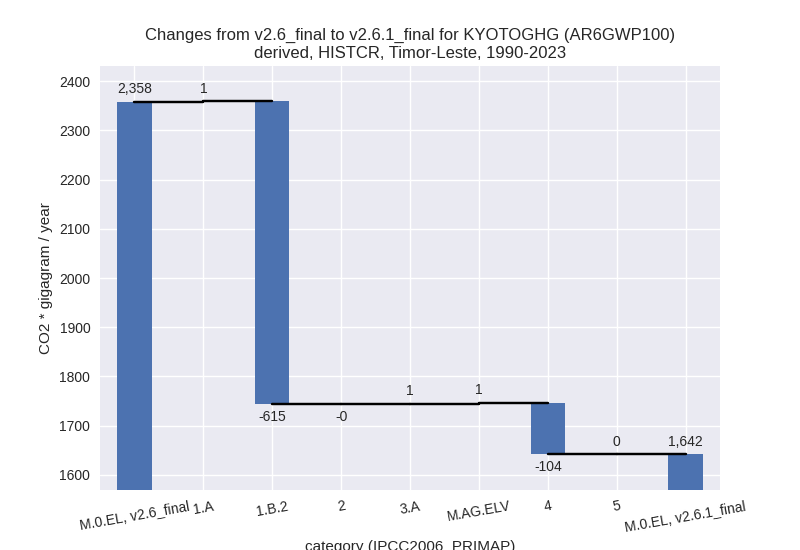 Changes from v2.6_final to v2.6.1_final for KYOTOGHG (AR6GWP100)
derived, HISTCR, Timor-Leste, 1990-2023
CO2 * gigagram / year
2400
2300
2200
2100
2000
1900
1800
1700
1600
2,358
1
-615
-0
1
1
-104
0
1,642
M.0.EL, v2.6_final
1.A
1.B.2
2
3.A
M.AG.ELV
4
5
M.0.EL, v2.6.1_final
category (IPCC2006_PRIMAP)